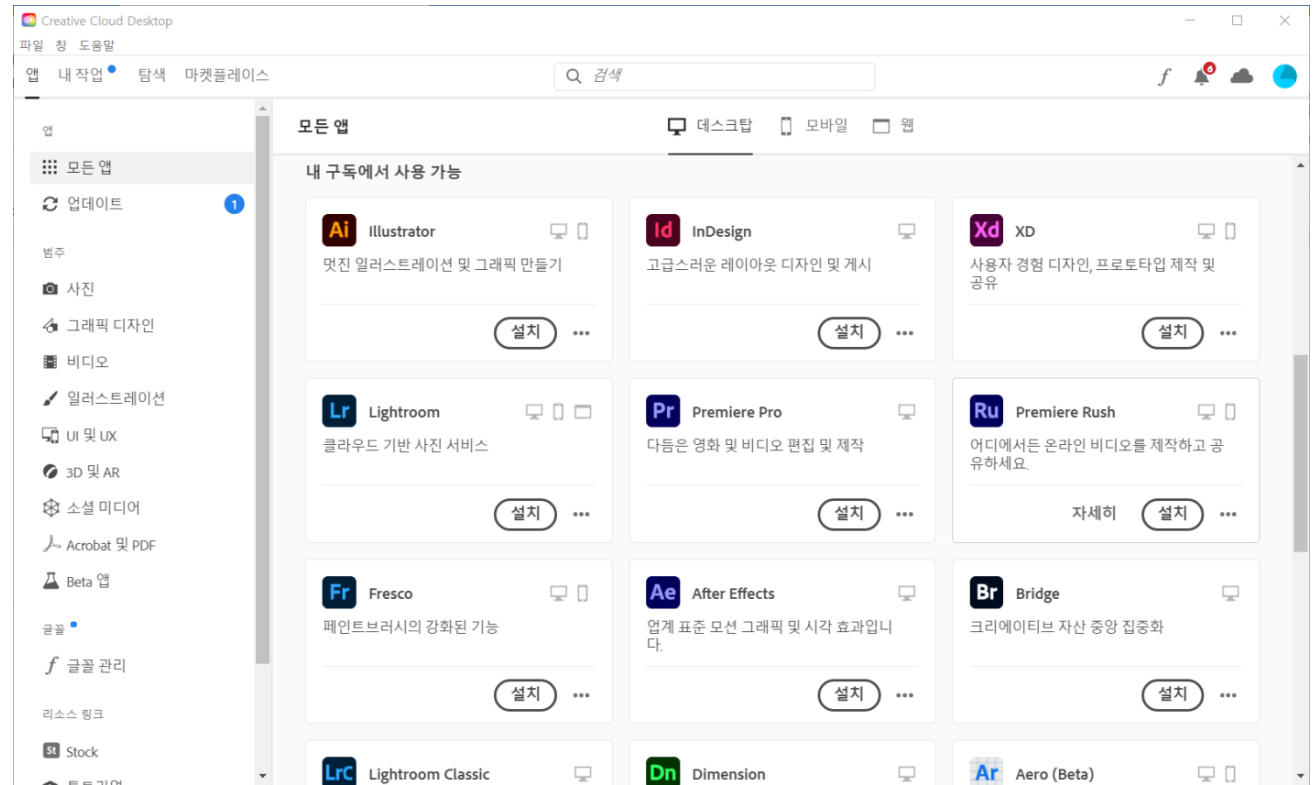 Creative Cloud Desktop
파일 창 도움말
앱 내 작업 탐색 마켓플레이스
검색
f
6
앱
모든 앱
업데이트
1
범주
사진
그래픽 디자인
비디오
일러스트레이션
UI 및 UX
3D 및 AR
소셜 미디어
Acrobat 및 PDF
Beta 앱
글꼴
f 글꼴 관리
리소스 링크
St Stock
모든 앱
데스크탑 모바일 웹
내 구독에서 사용 가능
Ai Illustrator
멋진 일러스트레이션 및 그래픽 만들기
설치
Id InDesign
고급스러운 레이아웃 디자인 및 게시
설치
Xd XD
사용자 경험 디자인, 프로토타입 제작 및
공유
설치
Lr Lightroom
클라우드 기반 사진 서비스
설치
Pr Premiere Pro
다듬은 영화 및 비디오 편집 및 제작
설치
Ru Premiere Rush
어디에서든 온라인 비디오를 제작하고 공
유하세요.
자세히 설치
Fr Fresco
페인트브러시의 강화된 기능
설치
Ae After Effects
업계 표준 모션 그래픽 및 시각 효과입니
다.
설치
Br Bridge
크리에이티브 자산 중앙 집중화
설치
LrC Lightroom Classic
Dn Dimension
Ar Aero (Beta)